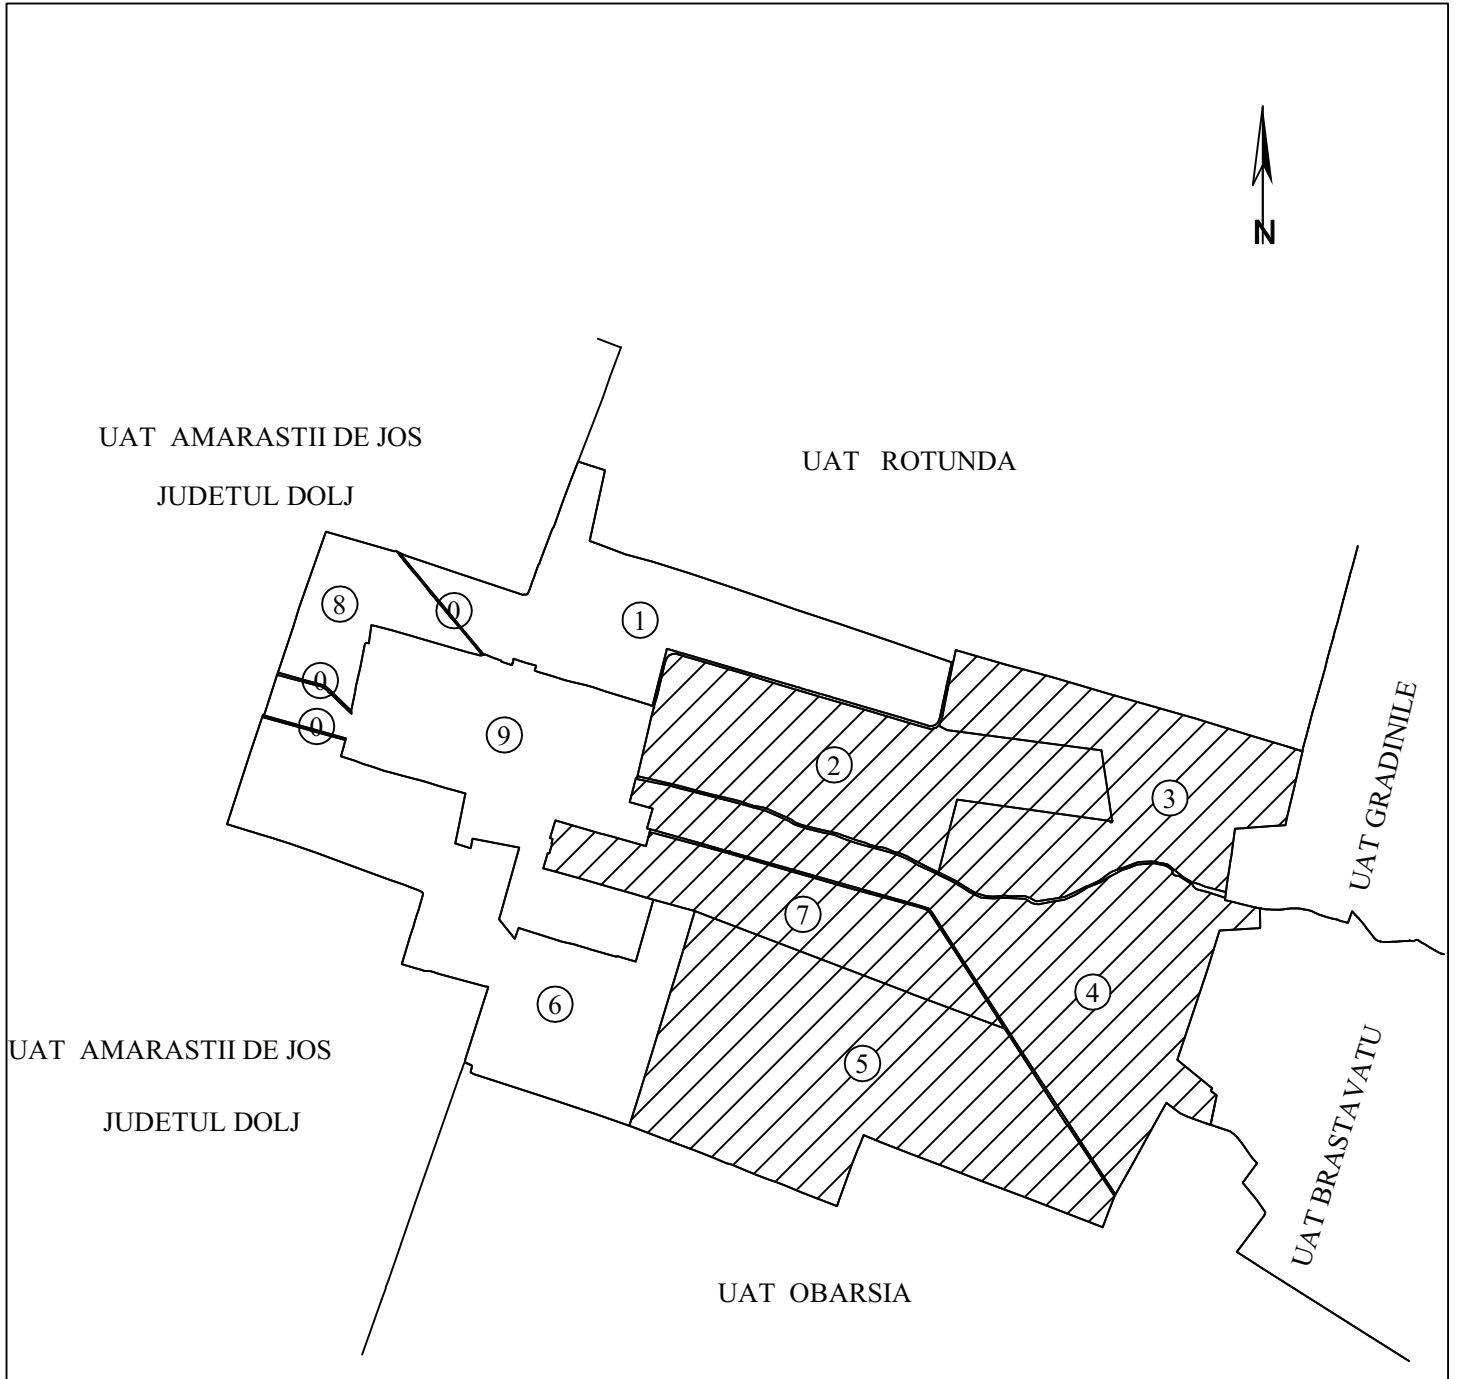 N
UAT AMARASTII DE JOS
JUDETUL DOLJ
UAT ROTUNDA
8
0
1
0
0
9
2
3
UAT GRADINILE
7
4
6
5
UAT AMARASTII DE JOS
JUDETUL DOLJ
UAT BRASTAVATU
UAT OBARSIA